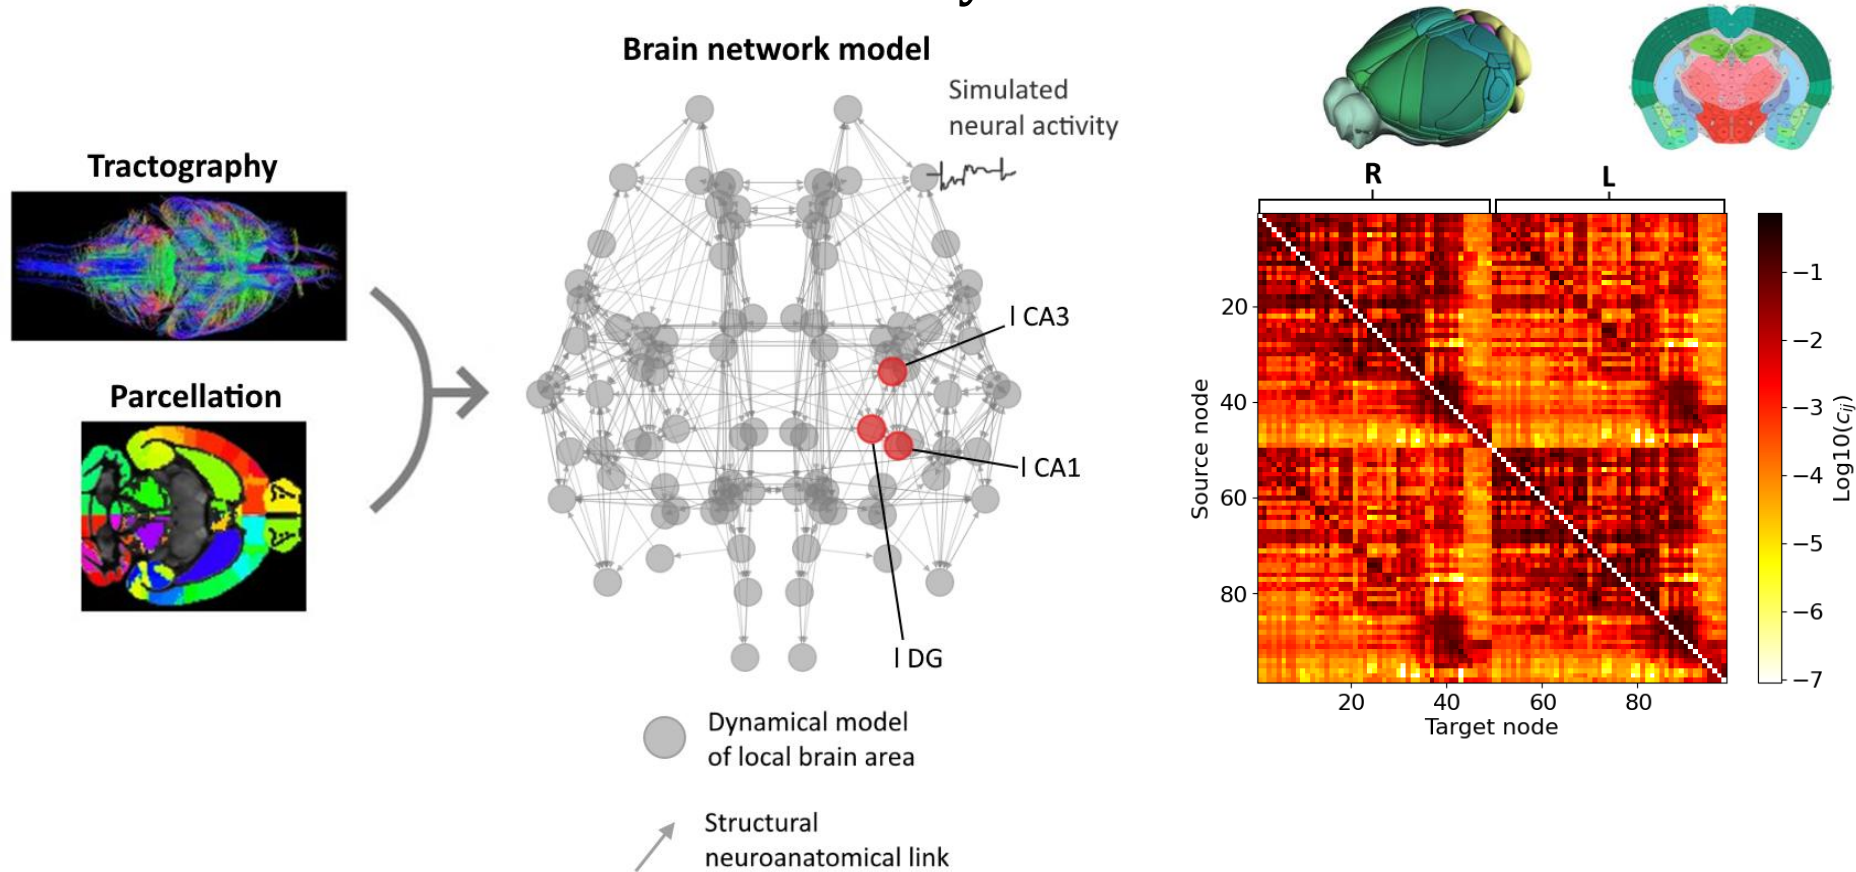 Brain network model
Simulated
neural activity
Tractography
Parcellation
l CA3
l CA1
l DG
Dynamical model
of local brain area
Structural
neuroanatomical link
R
L
Source node
20
40
60
80
20
40
60
80
Target node
−1
−2
−3
−4
−5
−6
−7
Log10(cij)